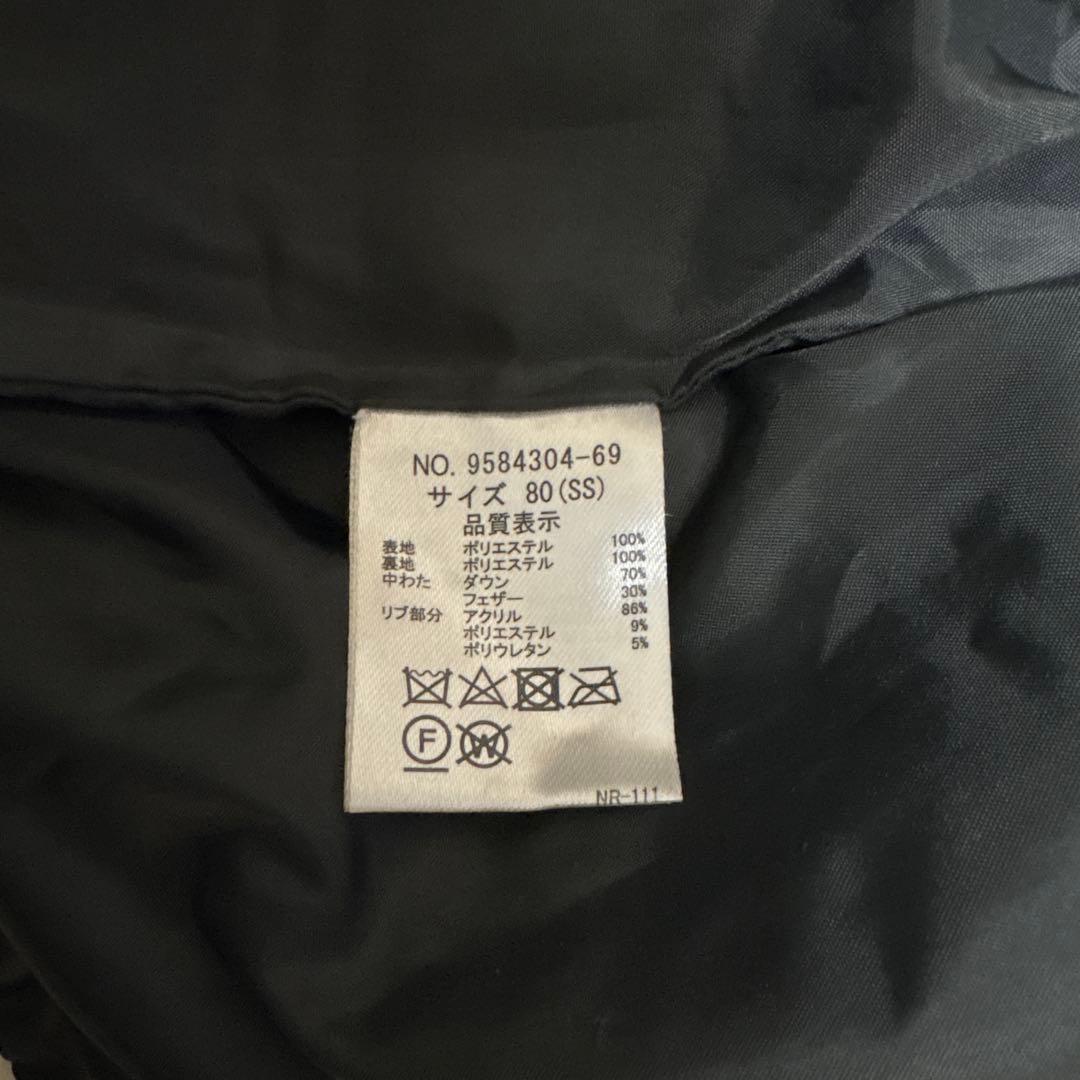 NO. 9584304-69
サイズ 80(SS)
品質表示
表地 ポリエステル 100%
裏地 ポリエステル 100%
中わた ダウン 70%
フェザー 30%
リブ部分 アクリル 86%
ポリエステル 9%
ポリウレタン 5%
F W
NR-111